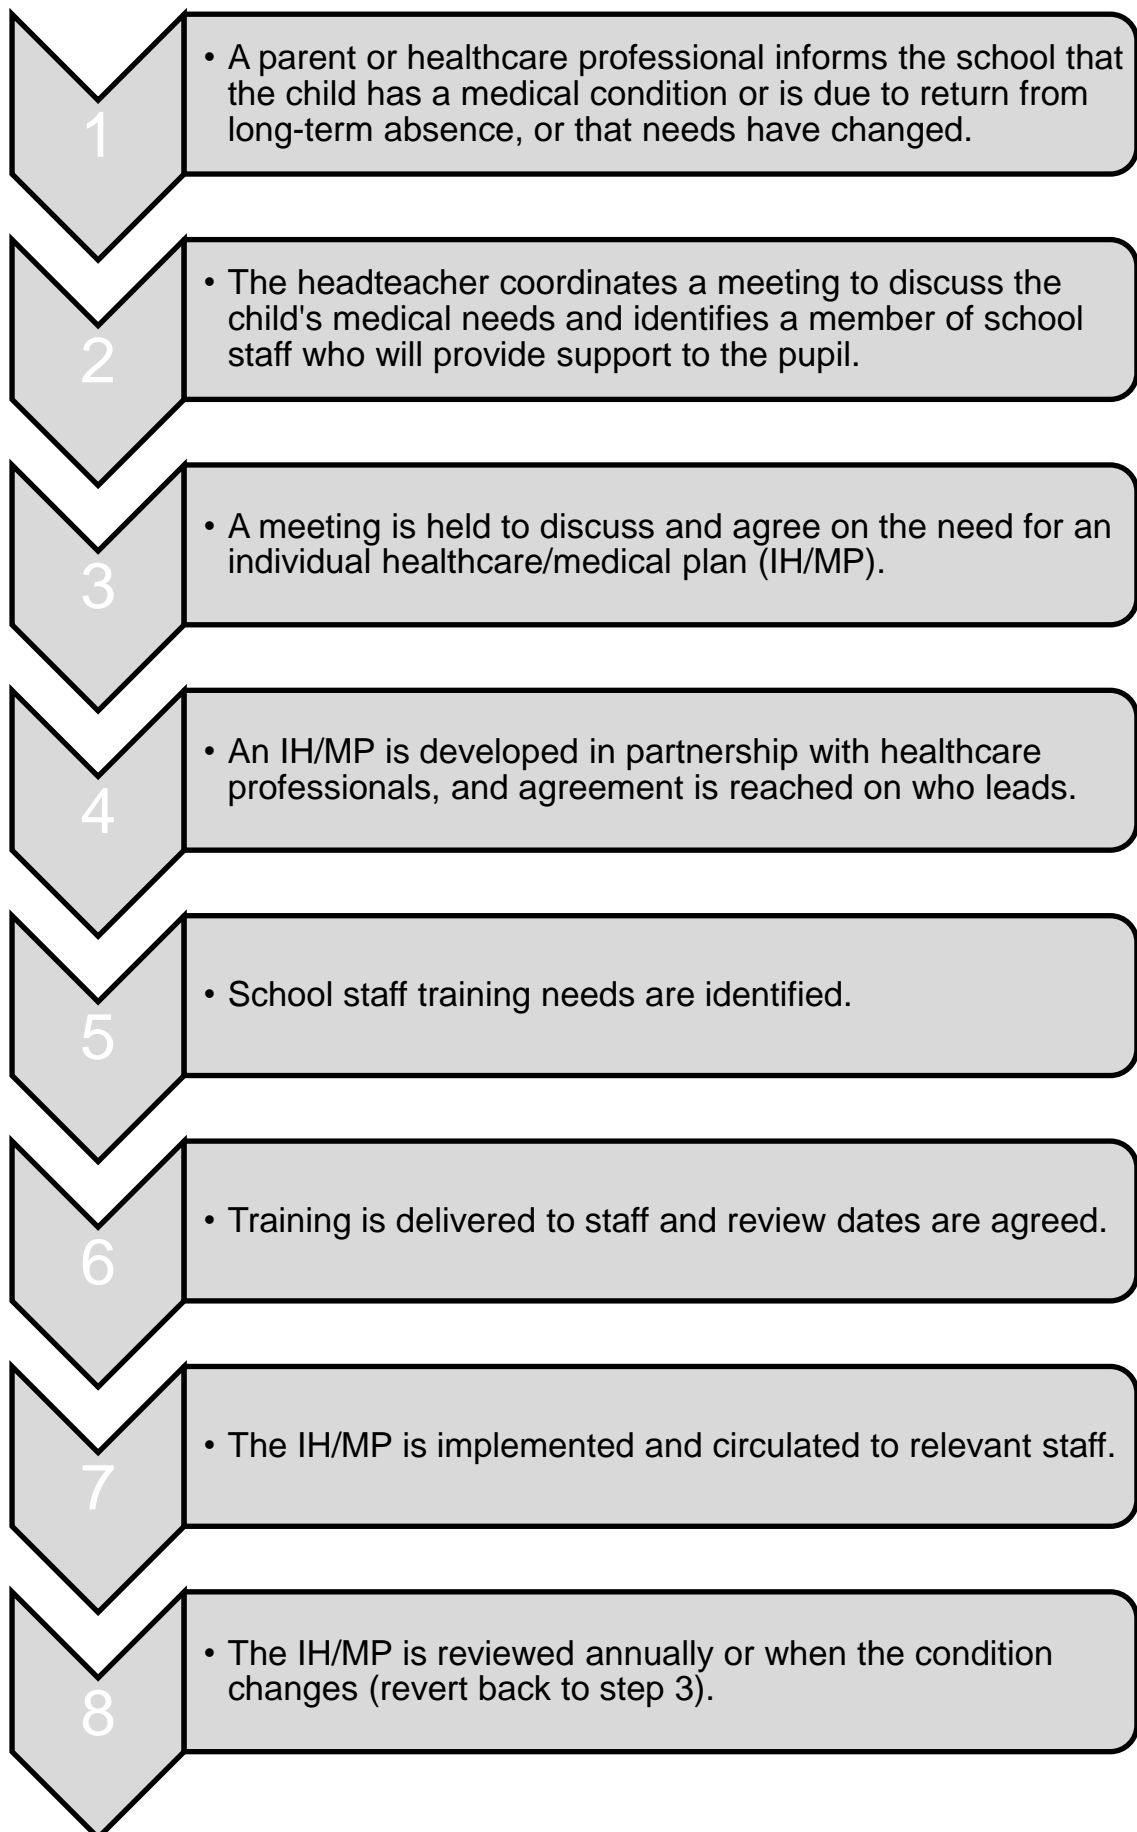 1
• A parent or healthcare professional informs the school that
the child has a medical condition or is due to return from
long-term absence, or that needs have changed.
2
• The headteacher coordinates a meeting to discuss the
child's medical needs and identifies a member of school
staff who will provide support to the pupil.
3
• A meeting is held to discuss and agree on the need for an
individual healthcare/medical plan (IH/MP).
4
• An IH/MP is developed in partnership with healthcare
professionals, and agreement is reached on who leads.
5
• School staff training needs are identified.
6
• Training is delivered to staff and review dates are agreed.
7
• The IH/MP is implemented and circulated to relevant staff.
8
• The IH/MP is reviewed annually or when the condition
changes (revert back to step 3).